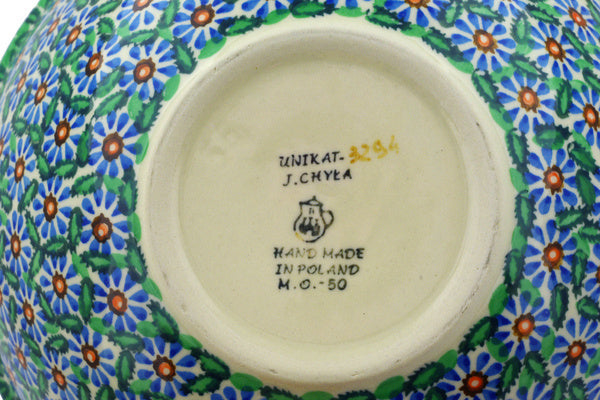 UNIKAT-3294
J. CHYŁA
HAND MADE
IN POLAND
M.O.-50